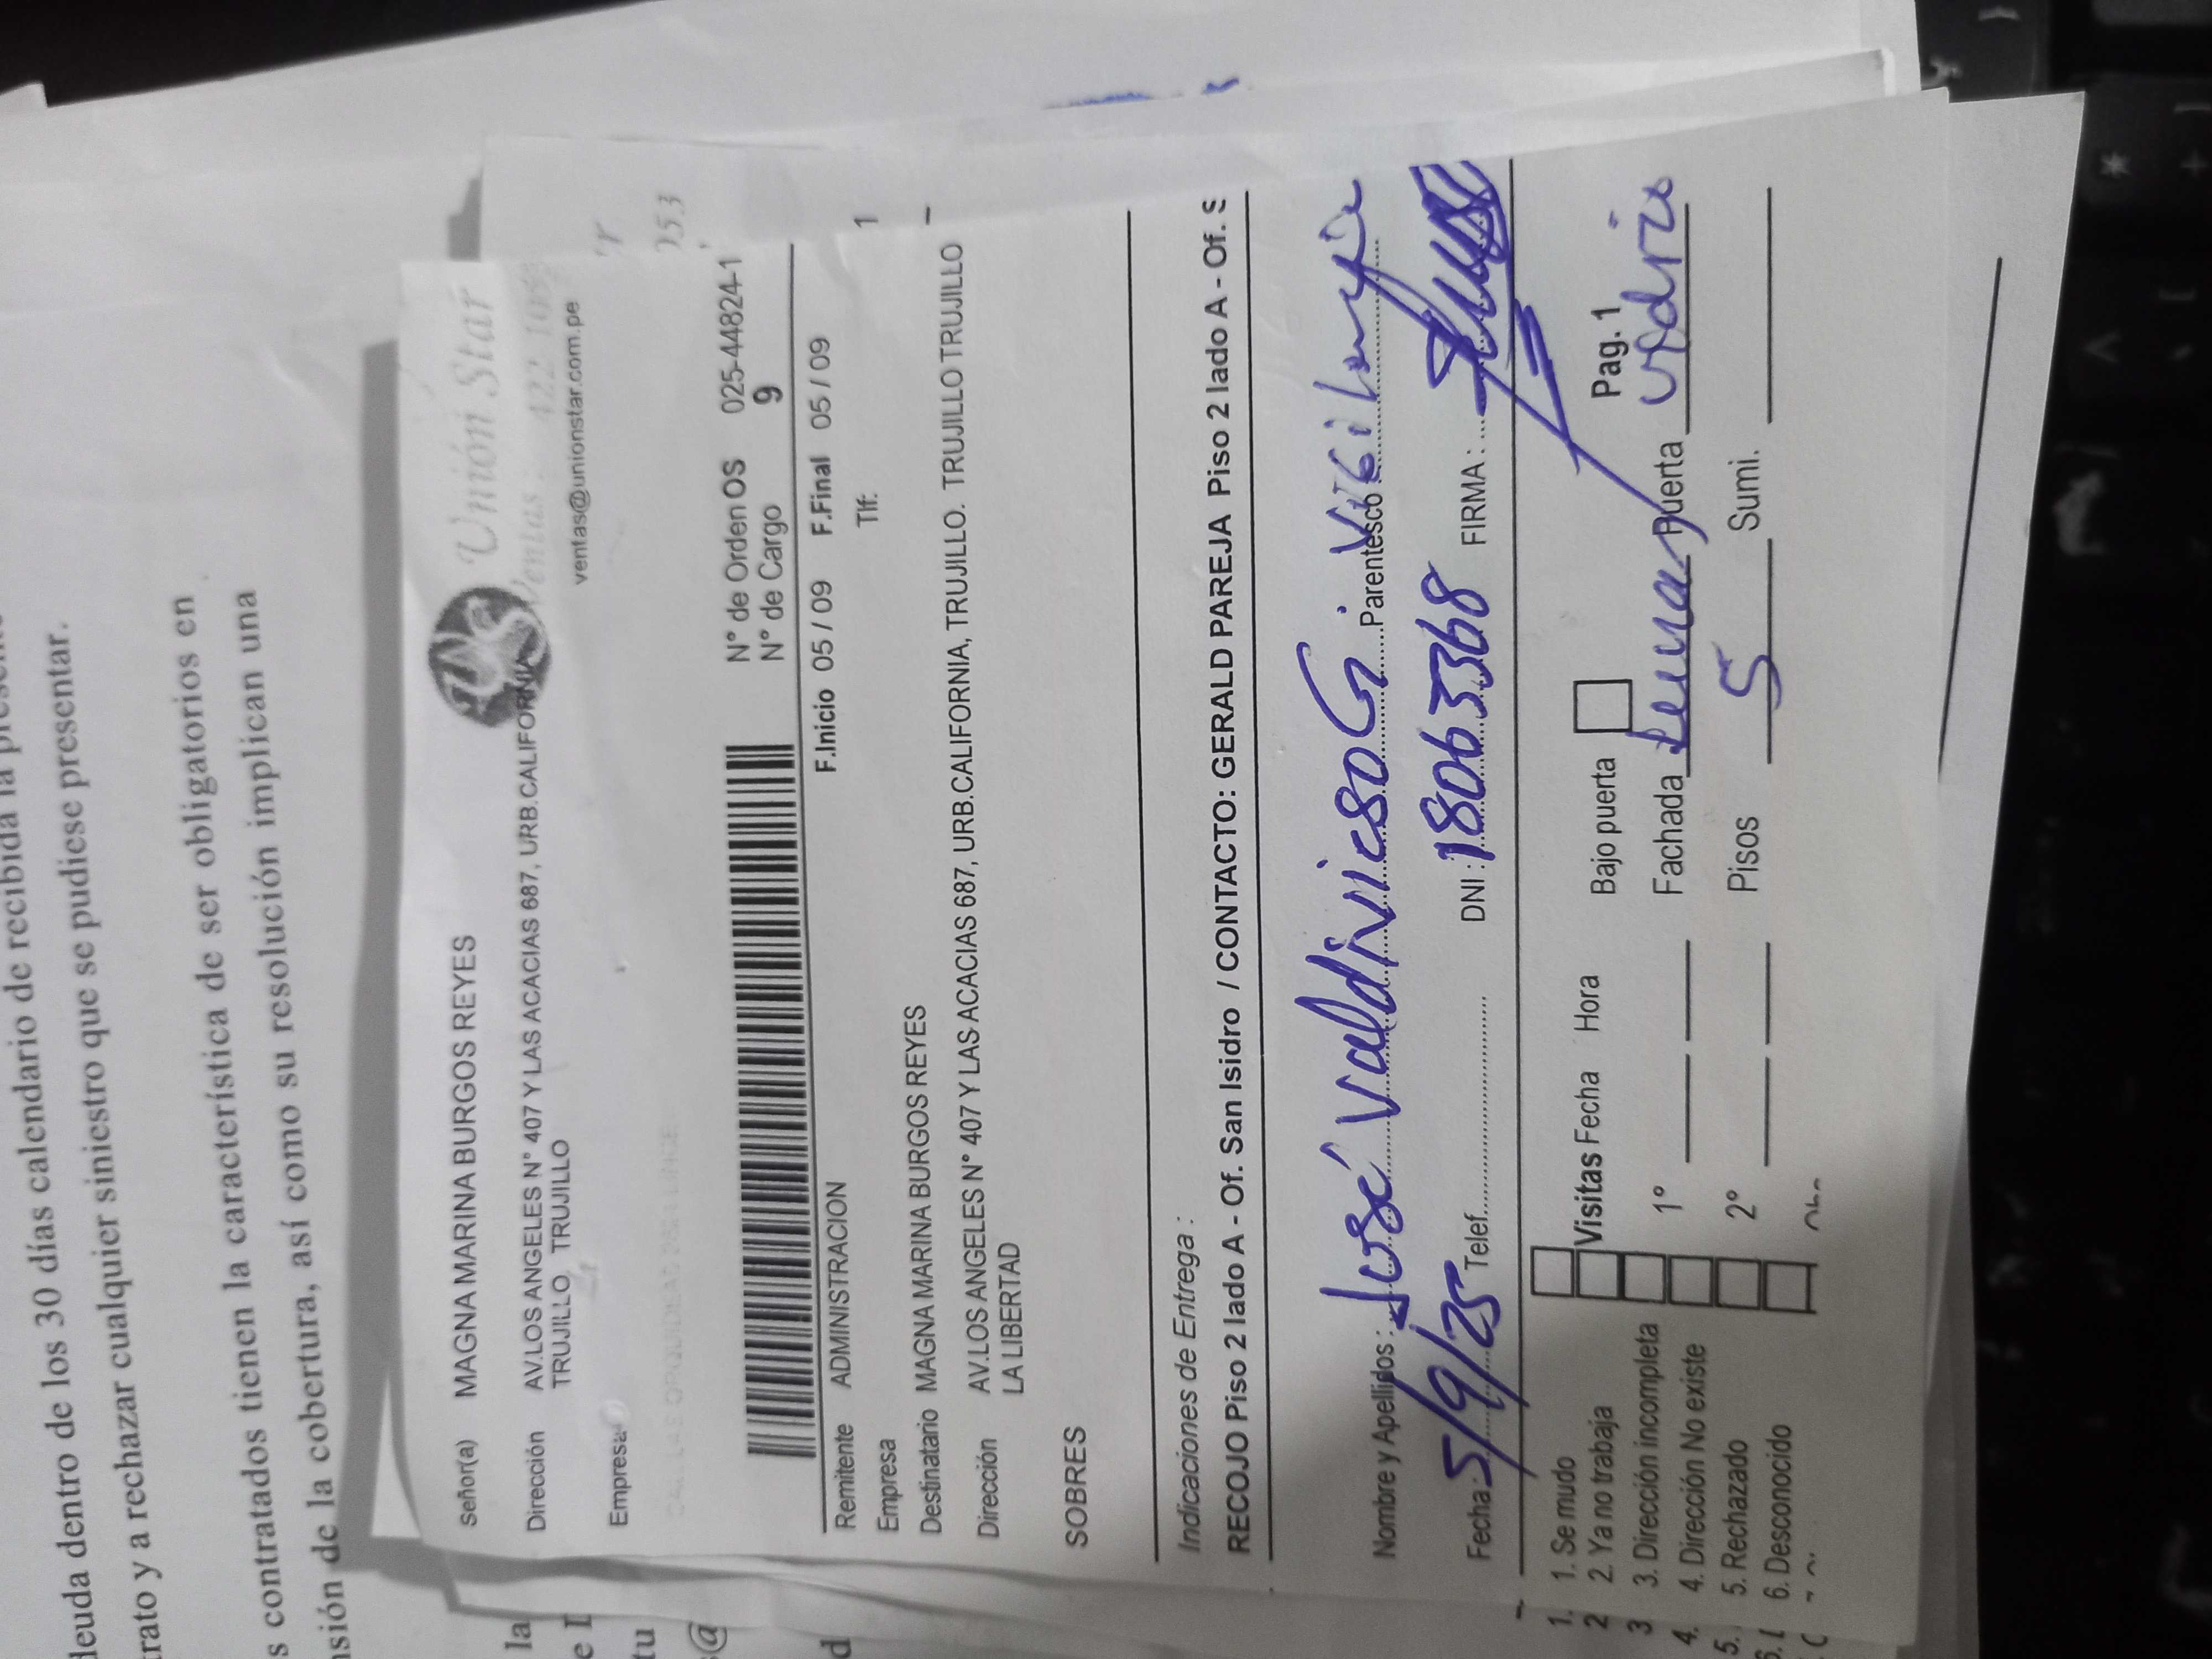 deuda dentro de los 30 días calendario de recibida la
trato y a rechazar cualquier siniestro que se pudiese presentar.
s contratados tienen la característica de ser obligatorios en
nsión de la cobertura, así como su resolución implican una
la
tu
Unión Star
ventas@unionstar.com.pe
señor(a) MAGNA MARINA BURGOS REYES
Dirección AV.LOS ANGELES N° 407 Y LAS ACACIAS 687, URB.CALIFORNIA,
TRUJILLO. TRUJILLO
Empresa
N° de Orden OS 025-44824-1
N° de Cargo 9
F.Inicio 05 / 09 F.Final 05 / 09
Remitente ADMINISTRACION Tlf: 1
Empresa
Destinatario MAGNA MARINA BURGOS REYES
Dirección AV.LOS ANGELES N° 407 Y LAS ACACIAS 687, URB.CALIFORNIA, TRUJILLO. TRUJILLO TRUJILLO -
LA LIBERTAD
SOBRES
Indicaciones de Entrega :
RECOJO Piso 2 lado A - Of. San Isidro / CONTACTO: GERALD PAREJA Piso 2 lado A - Of. S
Nombre y Apellidos : José Valdivieso G. Parentesco
Fecha 5/9/25 Telef. DNI : 18063368 FIRMA :
1. Se mudo
2. Ya no trabaja
3. Dirección incompleta
4. Dirección No existe
5. Rechazado
6. Desconocido
Visitas Fecha Hora Bajo puerta Pag. 1
1° Fachada Puerta vidrio
2° Pisos 5 Sumi.